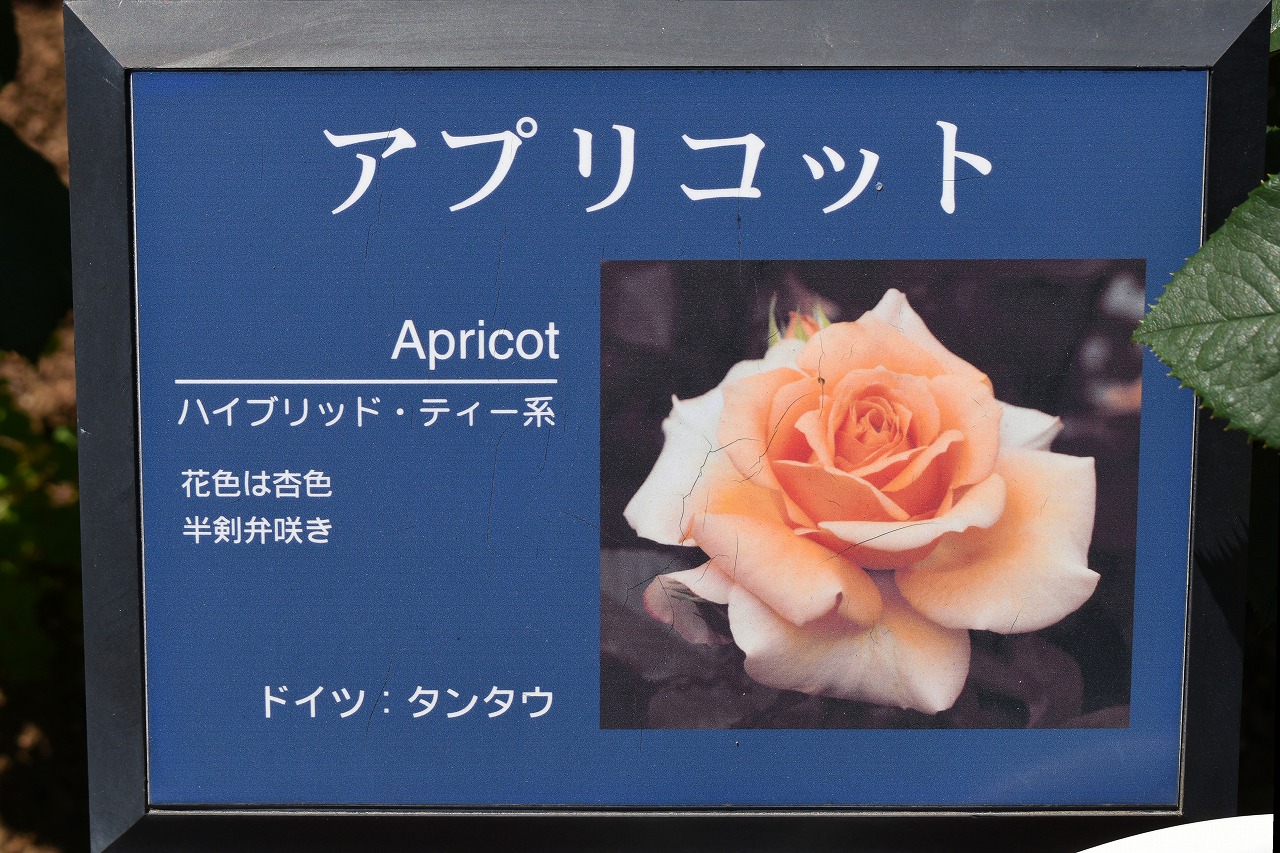 アプリコット
Apricot
ハイブリッド・ティー系
花色は杏色
半剣弁咲き
ドイツ：タンタウ